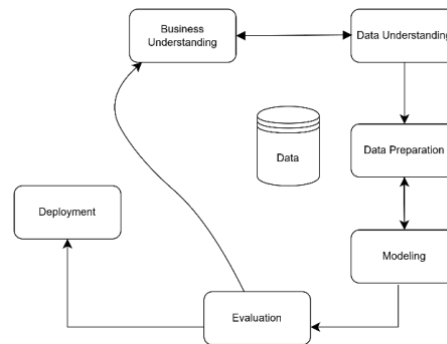 Business
Understanding
Data Understanding
Data
Data Preparation
Deployment
Modeling
Evaluation